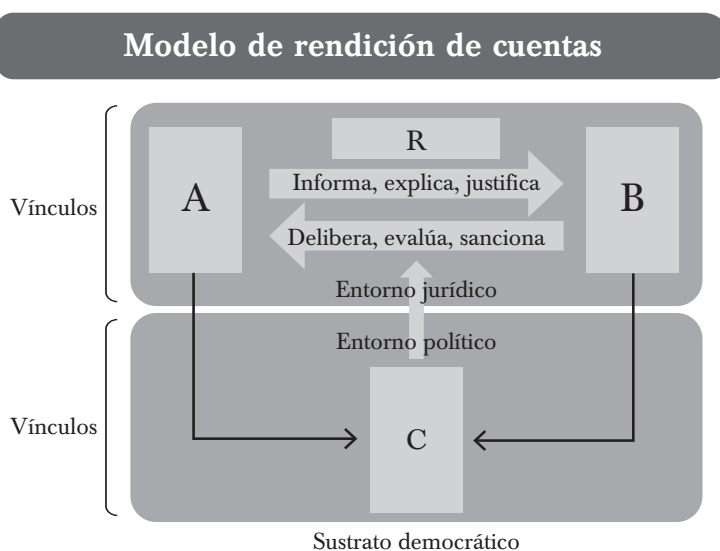 Modelo de rendición de cuentas
Vínculos
A
R
B
Informa, explica, justifica
Delibera, evalúa, sanciona
Entorno jurídico
Vínculos
Entorno político
C
Sustrato democrático